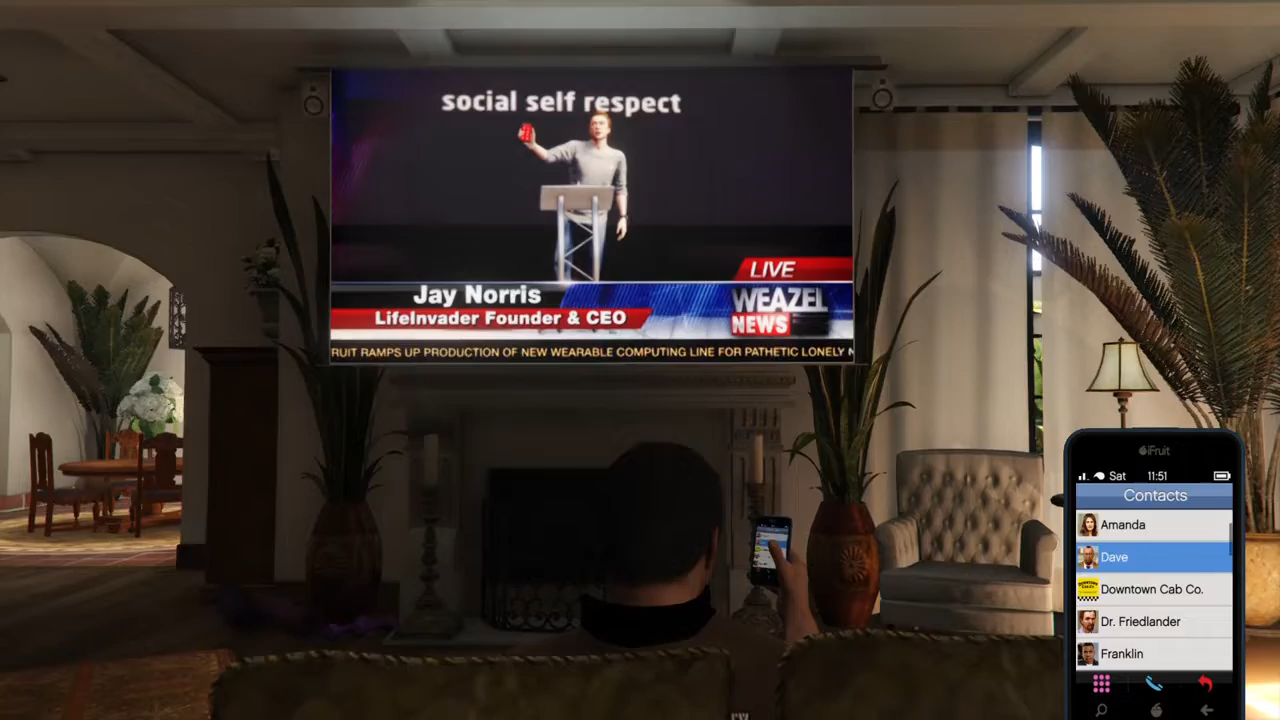 social self respect
LIVE
Jay Norris
LifeInvader Founder & CEO
WEAZEL
NEWS
RUIT RAMPS UP PRODUCTION OF NEW WEARABLE COMPUTING LINE FOR PATHETIC LONELY
iFruit
Sat 11:51
Contacts
Amanda
Dave
Downtown Cab Co.
Dr. Friedlander
Franklin